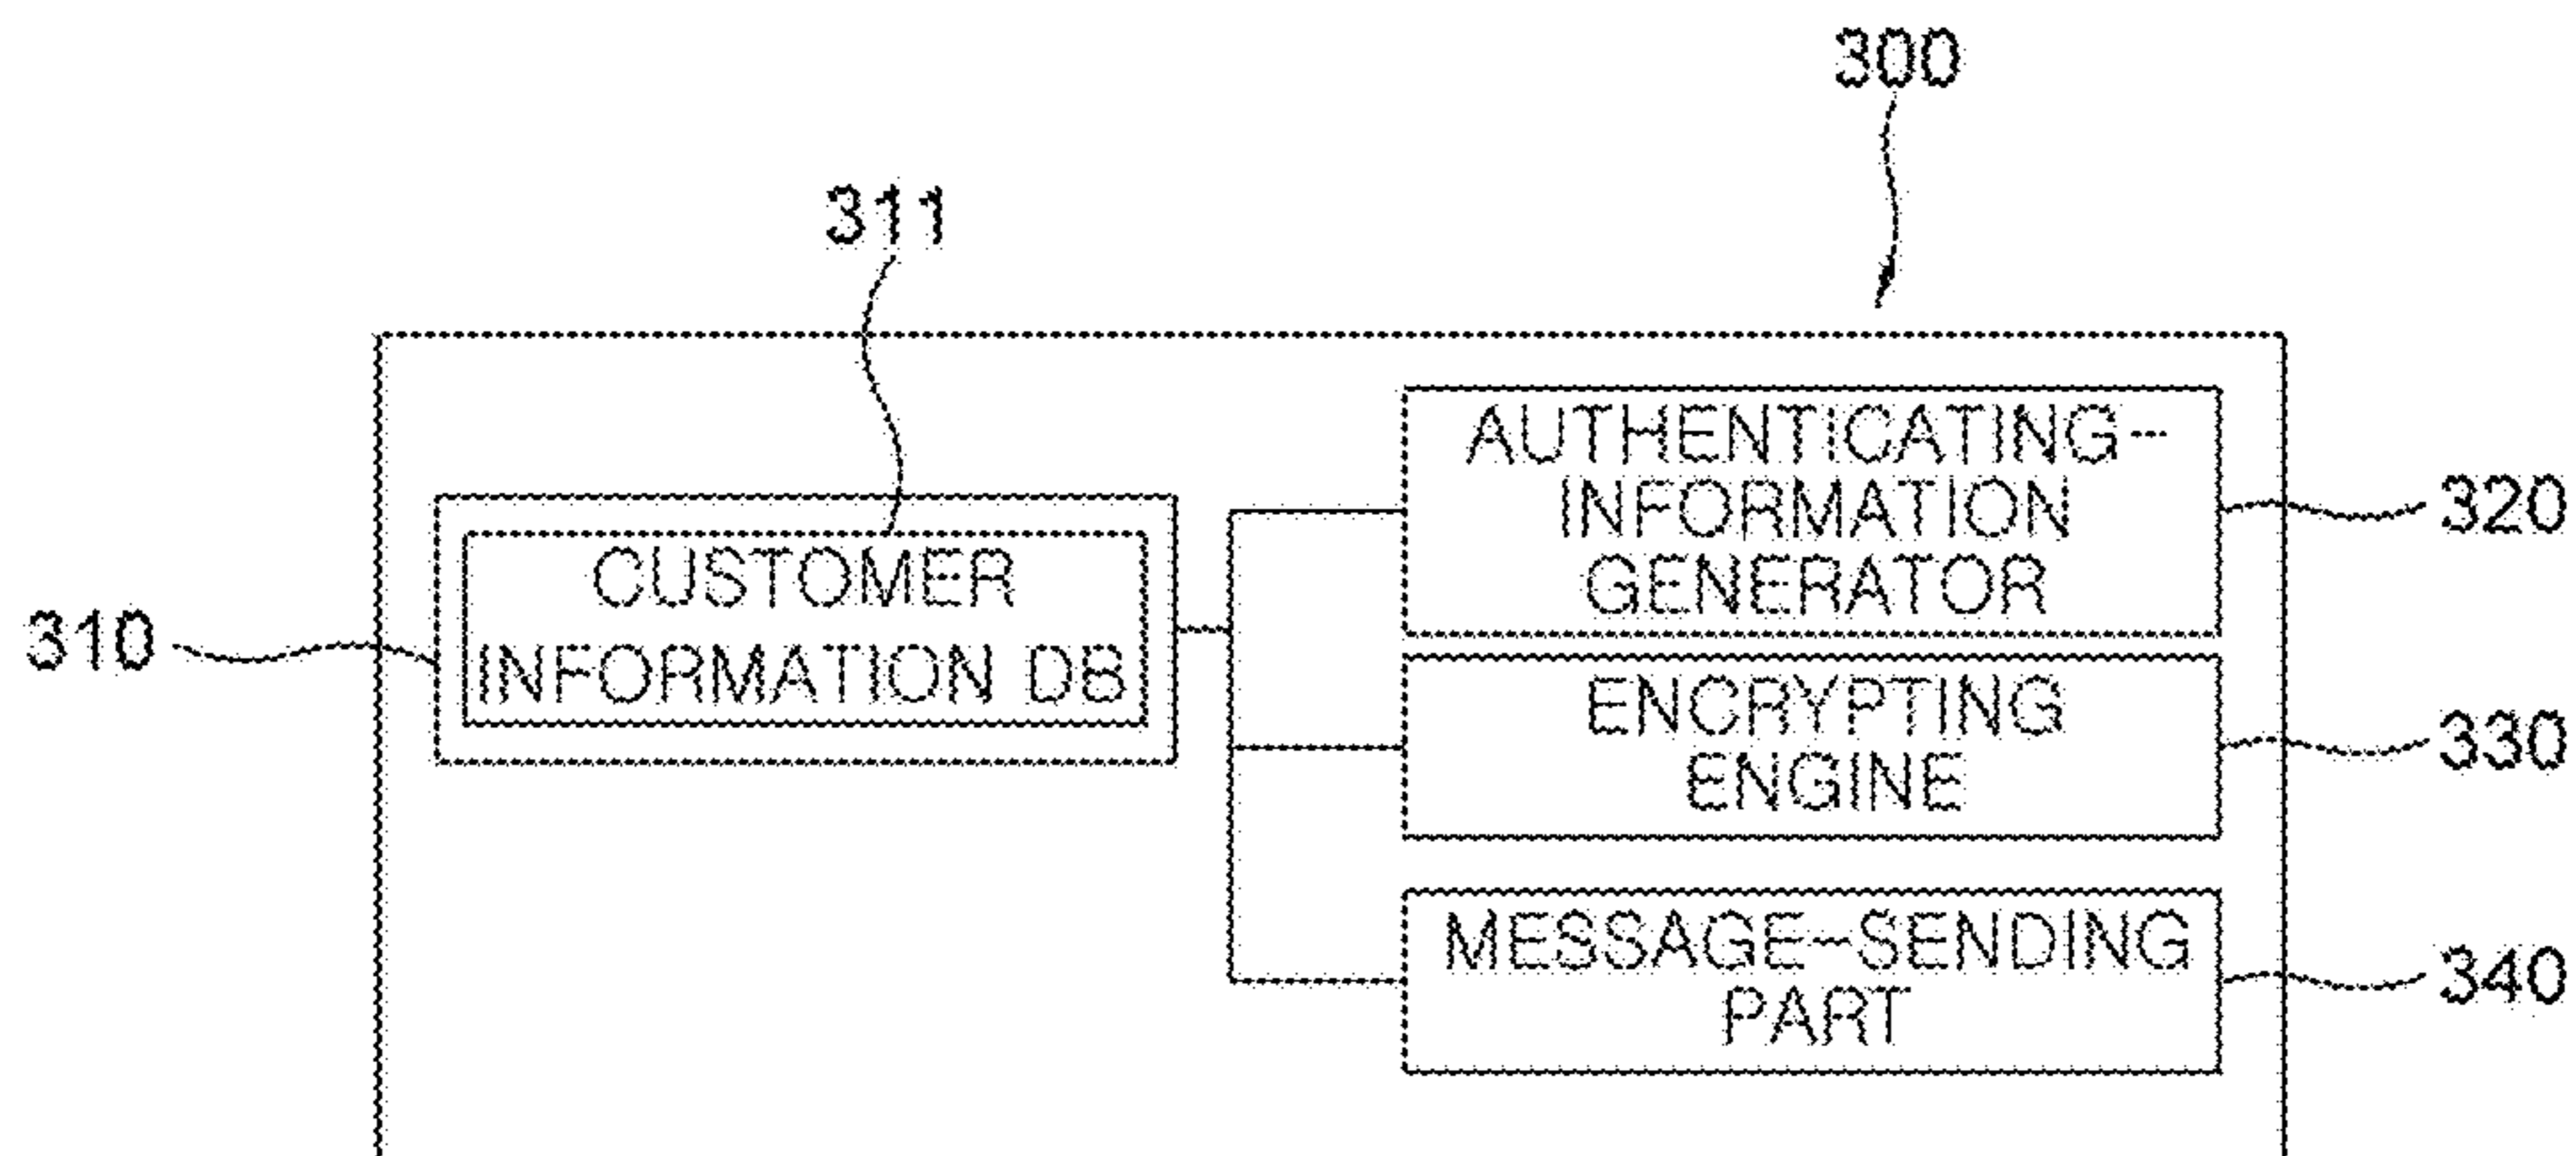 300
311
AUTHENTICATING-
INFORMATION
GENERATOR
320
CUSTOMER
INFORMATION DB
310
ENCRYPTING
ENGINE
330
MESSAGE-SENDING
PART
340